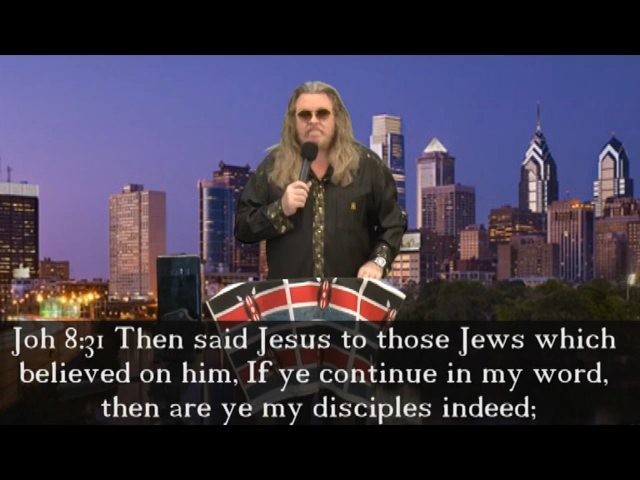 Joh 8:31 Then said Jesus to those Jews which
believed on him, If ye continue in my word,
then are ye my disciples indeed;